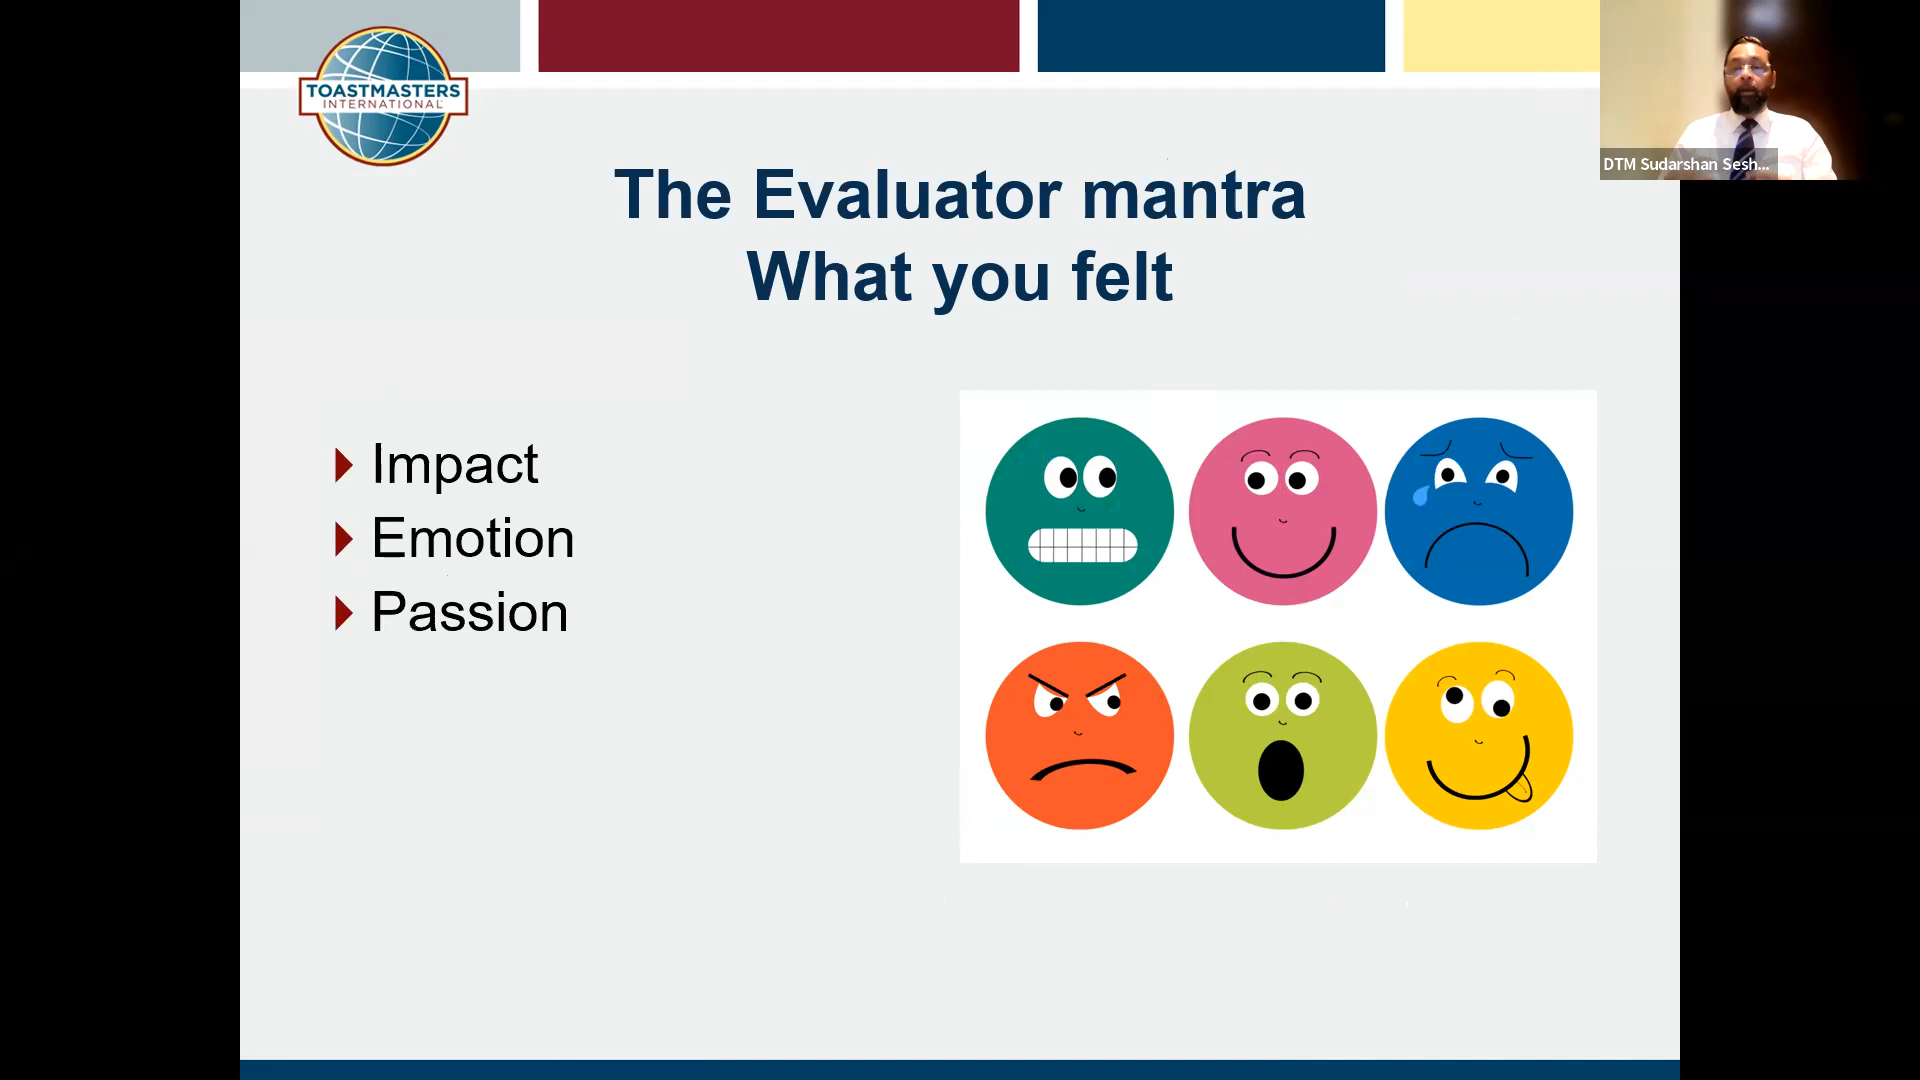 TOASTMASTERS
INTERNATIONAL
DTM Sudarshan Sesh...
The Evaluator mantra
What you felt
Impact
Emotion
Passion